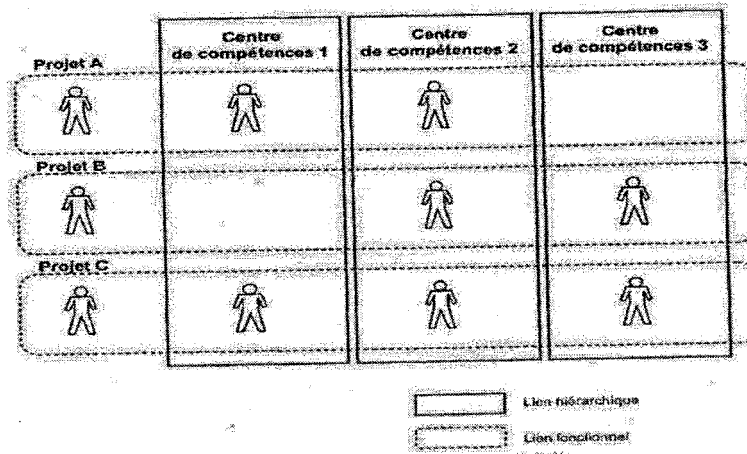 Centre
de compétences 1
Centre
de compétences 2
Centre
de compétences 3
Projet A
Projet B
Projet C
Lien hiérarchique
Lien fonctionnel